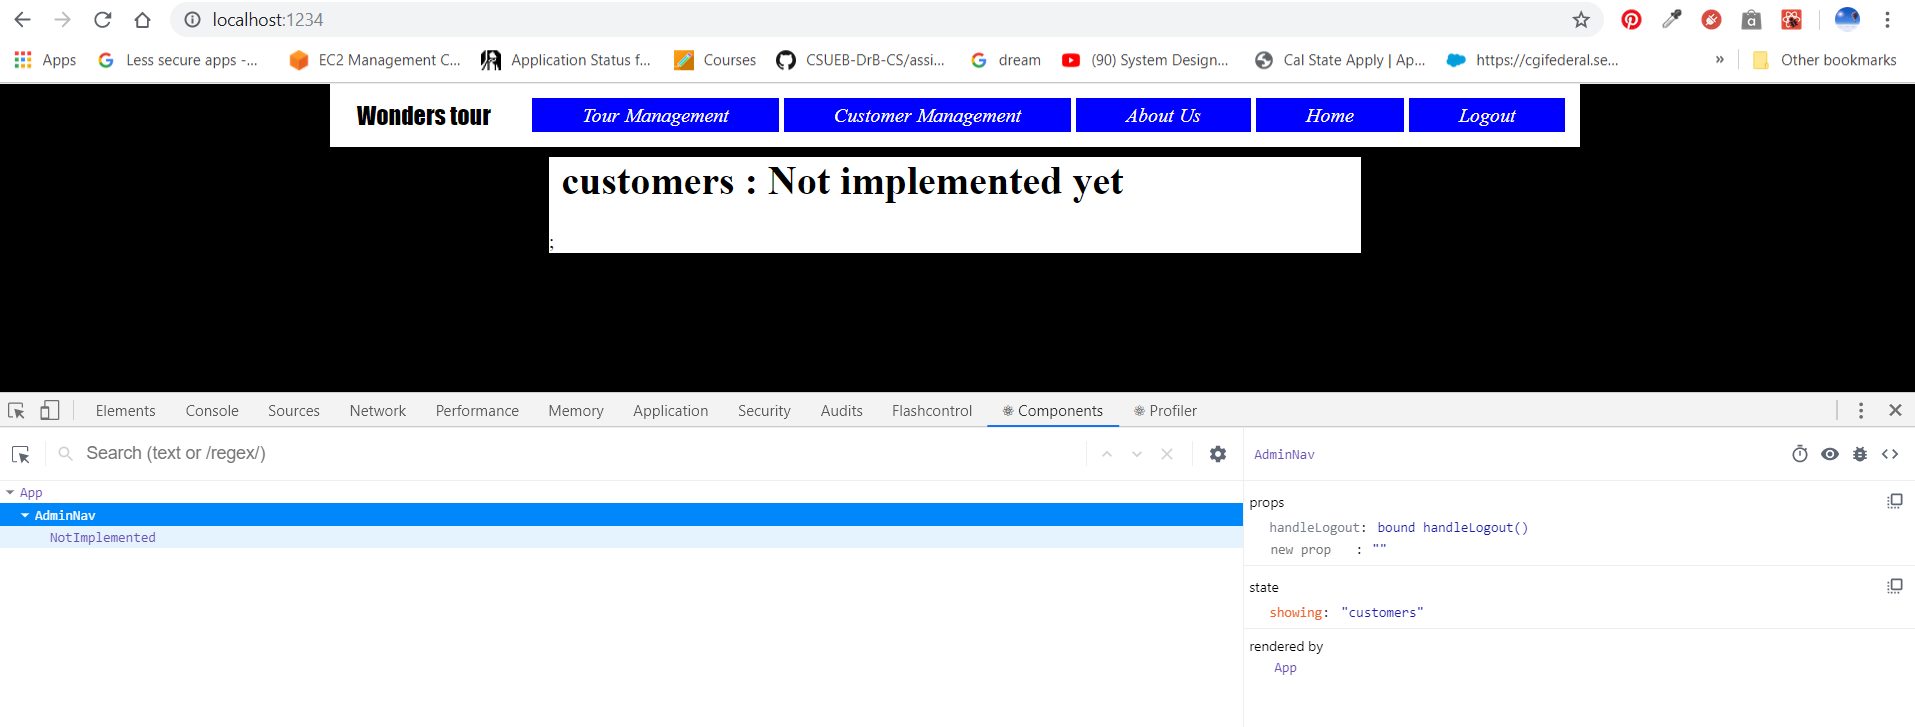 localhost:1234
Apps Less secure apps -... EC2 Management C... Application Status f... Courses CSUEB-DrB-CS/assi... dream (90) System Design... Cal State Apply | Ap... https://cgifederal.se... » Other bookmarks
Wonders tour Tour Management Customer Management About Us Home Logout
customers : Not implemented yet
;
Elements Console Sources Network Performance Memory Application Security Audits Flashcontrol Components Profiler
Search (text or /regex/)
AdminNav
App
AdminNav
NotImplemented
props
handleLogout: bound handleLogout()
new prop : ""
state
showing: "customers"
rendered by
App